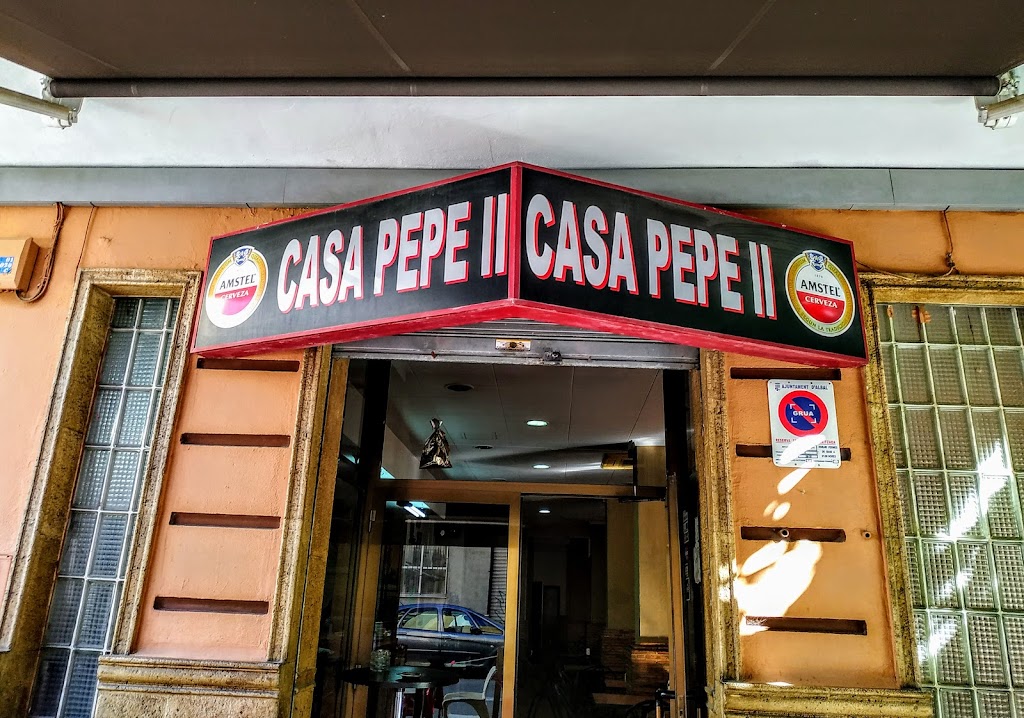 CASA PEPE II
AMSTEL
CERVEZA
CASA PEPE II
AMSTEL
CERVEZA
AJUNTAMENT D'ALBAL
GRUA